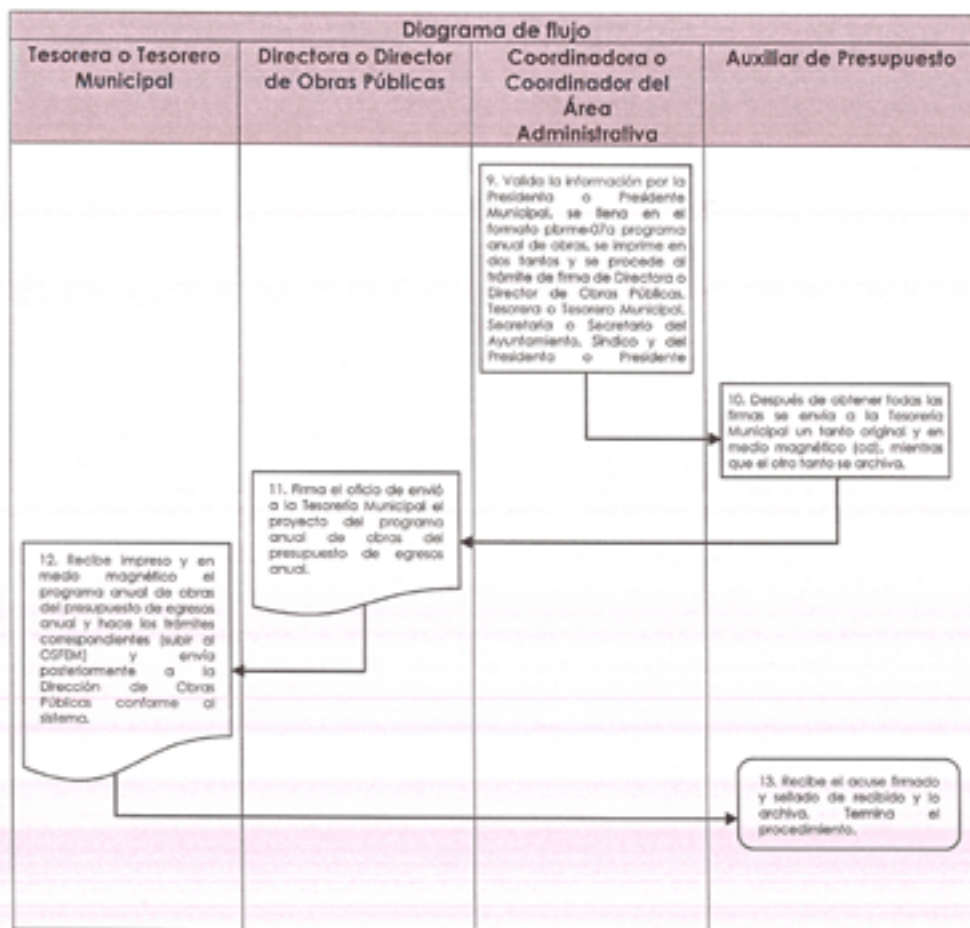 Diagrama de flujo
Tesorera o Tesorero
Municipal
Directora o Director
de Obras Públicas
Coordinadora o
Coordinador del
Área
Administrativa
Auxiliar de Presupuesto
9. Valida la información por la
Presidenta o Presidente
Municipal, se llena en el
formato pbrme-07a programa
anual de obras, se imprime en
dos tantos y se procede al
trámite de firma de Directora o
Director de Obras Públicas,
Tesorera o Tesorero Municipal,
Secretaria o Secretario del
Ayuntamiento, Síndico y del
Presidenta o Presidente
10. Después de obtener todas las
firmas se envía a la Tesorería
Municipal un tanto original y en
medio magnético (cd), mientras
que el otro tanto se archiva.
11. Firma el oficio de envió
a la Tesorería Municipal el
proyecto del programa
anual de obras del
presupuesto de egresos
anual.
12. Recibe impreso y en
medio magnético el
programa anual de obras
del presupuesto de egresos
anual y hace los trámites
correspondientes (subir al
OSFEM) y envía
posteriormente a la
Dirección de Obras
Públicas conforme al
sistema.
13. Recibe el acuse firmado
y sellado de recibido y lo
archiva. Termina el
procedimiento.